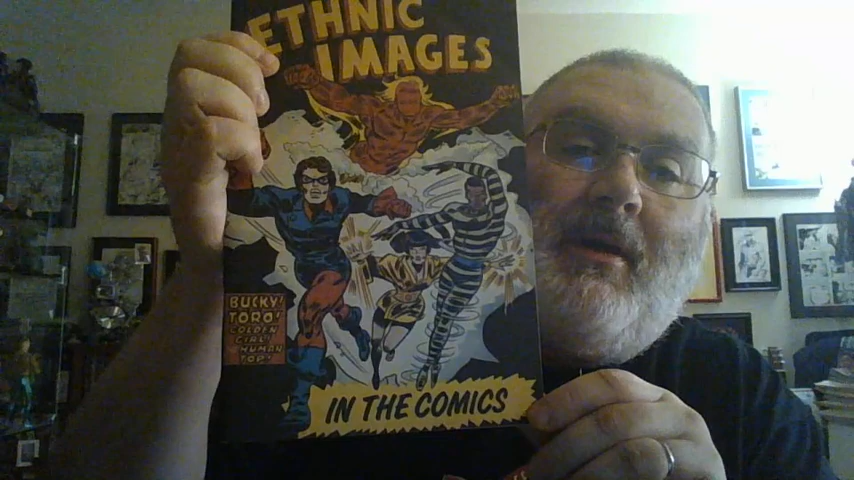 ETHNIC
IMAGES
BUCKY!
TORO!
GOLDEN
GIRL!
HUMAN
TOP!
IN THE COMICS